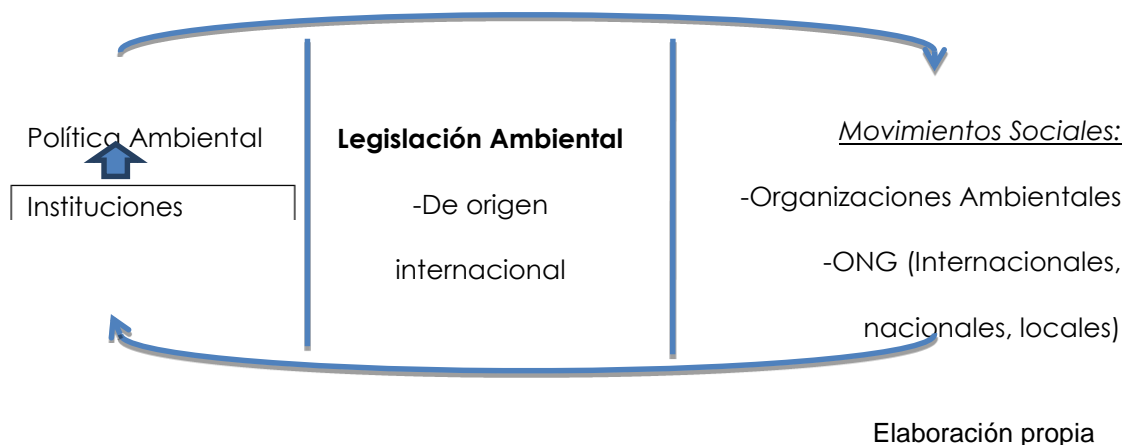 Política Ambiental
Instituciones
Legislación Ambiental
-De origen
internacional
Movimientos Sociales:
-Organizaciones Ambientales
-ONG (Internacionales,
nacionales, locales)
Elaboración propia